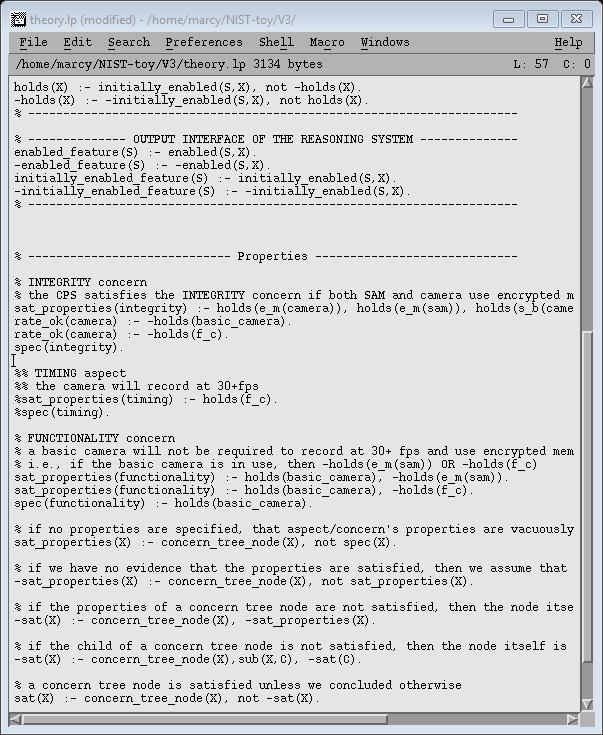 theory.lp (modified) - /home/marcy/NIST-toy/V3/
File Edit Search Preferences Shell Macro Windows Help
/home/marcy/NIST-toy/V3/theory.lp 3134 bytes L: 57 C: 0
holds(X) :- initially_enabled(S,X), not -holds(X).
-holds(X) :- -initially_enabled(S,X), not holds(X).
% ----------------------------------------------------------------------
% -------------- OUTPUT INTERFACE OF THE REASONING SYSTEM --------------
enabled_feature(S) :- enabled(S,X).
-enabled_feature(S) :- -enabled(S,X).
initially_enabled_feature(S) :- initially_enabled(S,X).
-initially_enabled_feature(S) :- -initially_enabled(S,X).
% ----------------------------------------------------------------------
% ----------------------------- Properties -----------------------------
% INTEGRITY concern
% the CPS satisfies the INTEGRITY concern if both SAM and camera use encrypted m
sat_properties(integrity) :- holds(e_m(camera)), holds(e_m(sam)), holds(s_b(came
rate_ok(camera) :- -holds(basic_camera).
rate_ok(camera) :- -holds(f_c).
spec(integrity).
%% TIMING aspect
%% the camera will record at 30+fps
%sat_properties(timing) :- holds(f_c).
%spec(timing).
% FUNCTIONALITY concern
% a basic camera will not be required to record at 30+ fps and use encrypted mem
% i.e., if the basic camera is in use, then -holds(e_m(sam)) OR -holds(f_c)
sat_properties(functionality) :- holds(basic_camera), -holds(e_m(sam)).
sat_properties(functionality) :- holds(basic_camera), -holds(f_c).
spec(functionality) :- holds(basic_camera).
% if no properties are specified, that aspect/concern's properties are vacuously
sat_properties(X) :- concern_tree_node(X), not spec(X).
% if we have no evidence that the properties are satisfied, then we assume that
-sat_properties(X) :- concern_tree_node(X), not sat_properties(X).
% if the properties of a concern tree node are not satisfied, then the node itse
-sat(X) :- concern_tree_node(X), -sat_properties(X).
% if the child of a concern tree node is not satisfied, then the node itself is
-sat(X) :- concern_tree_node(X),sub(X,C), -sat(C).
% a concern tree node is satisfied unless we concluded otherwise
sat(X) :- concern_tree_node(X), not -sat(X).